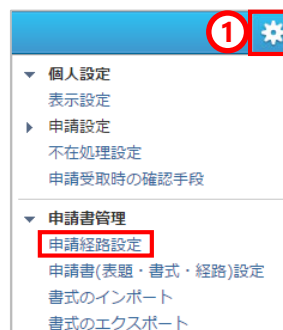 1
個人設定
表示設定
申請設定
不在処理設定
申請受取時の確認手段
申請書管理
申請経路設定
申請書(表題・書式・経路)設定
書式のインポート
書式のエクスポート